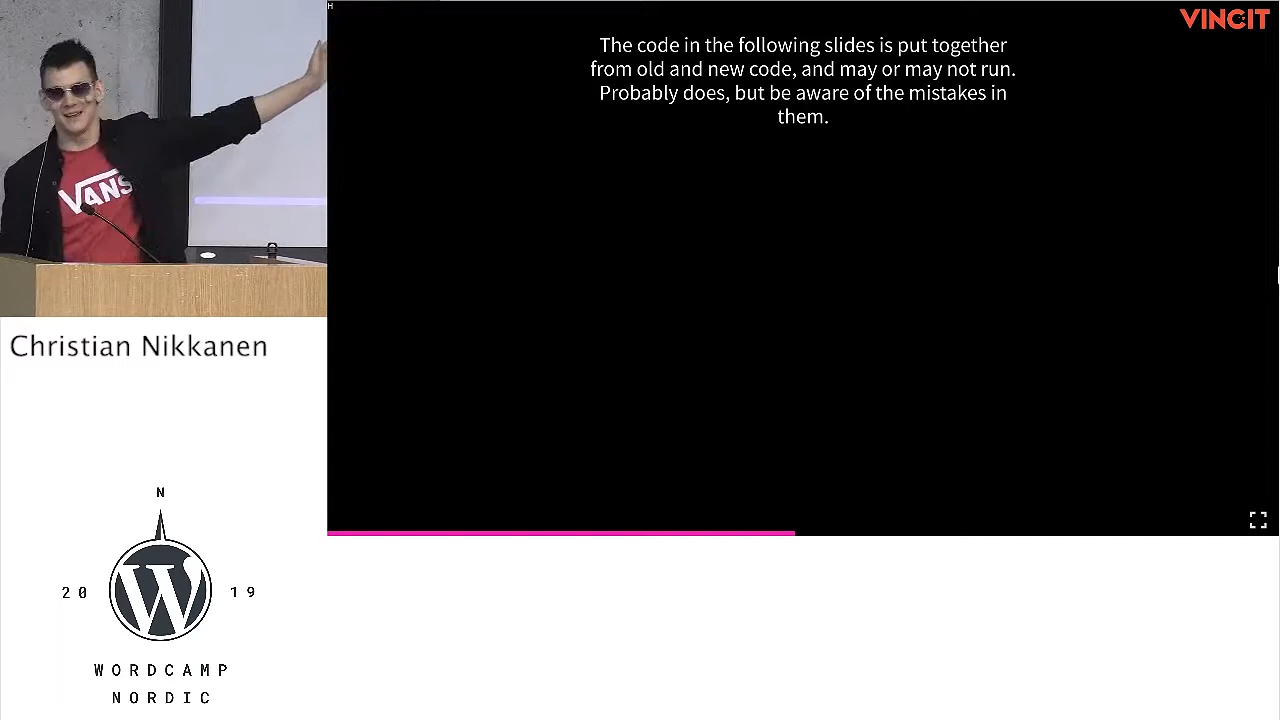 H
VINCIT
The code in the following slides is put together
from old and new code, and may or may not run.
Probably does, but be aware of the mistakes in
them.
VANS
Christian Nikkanen
N
20 19
W
WORDCAMP
NORDIC